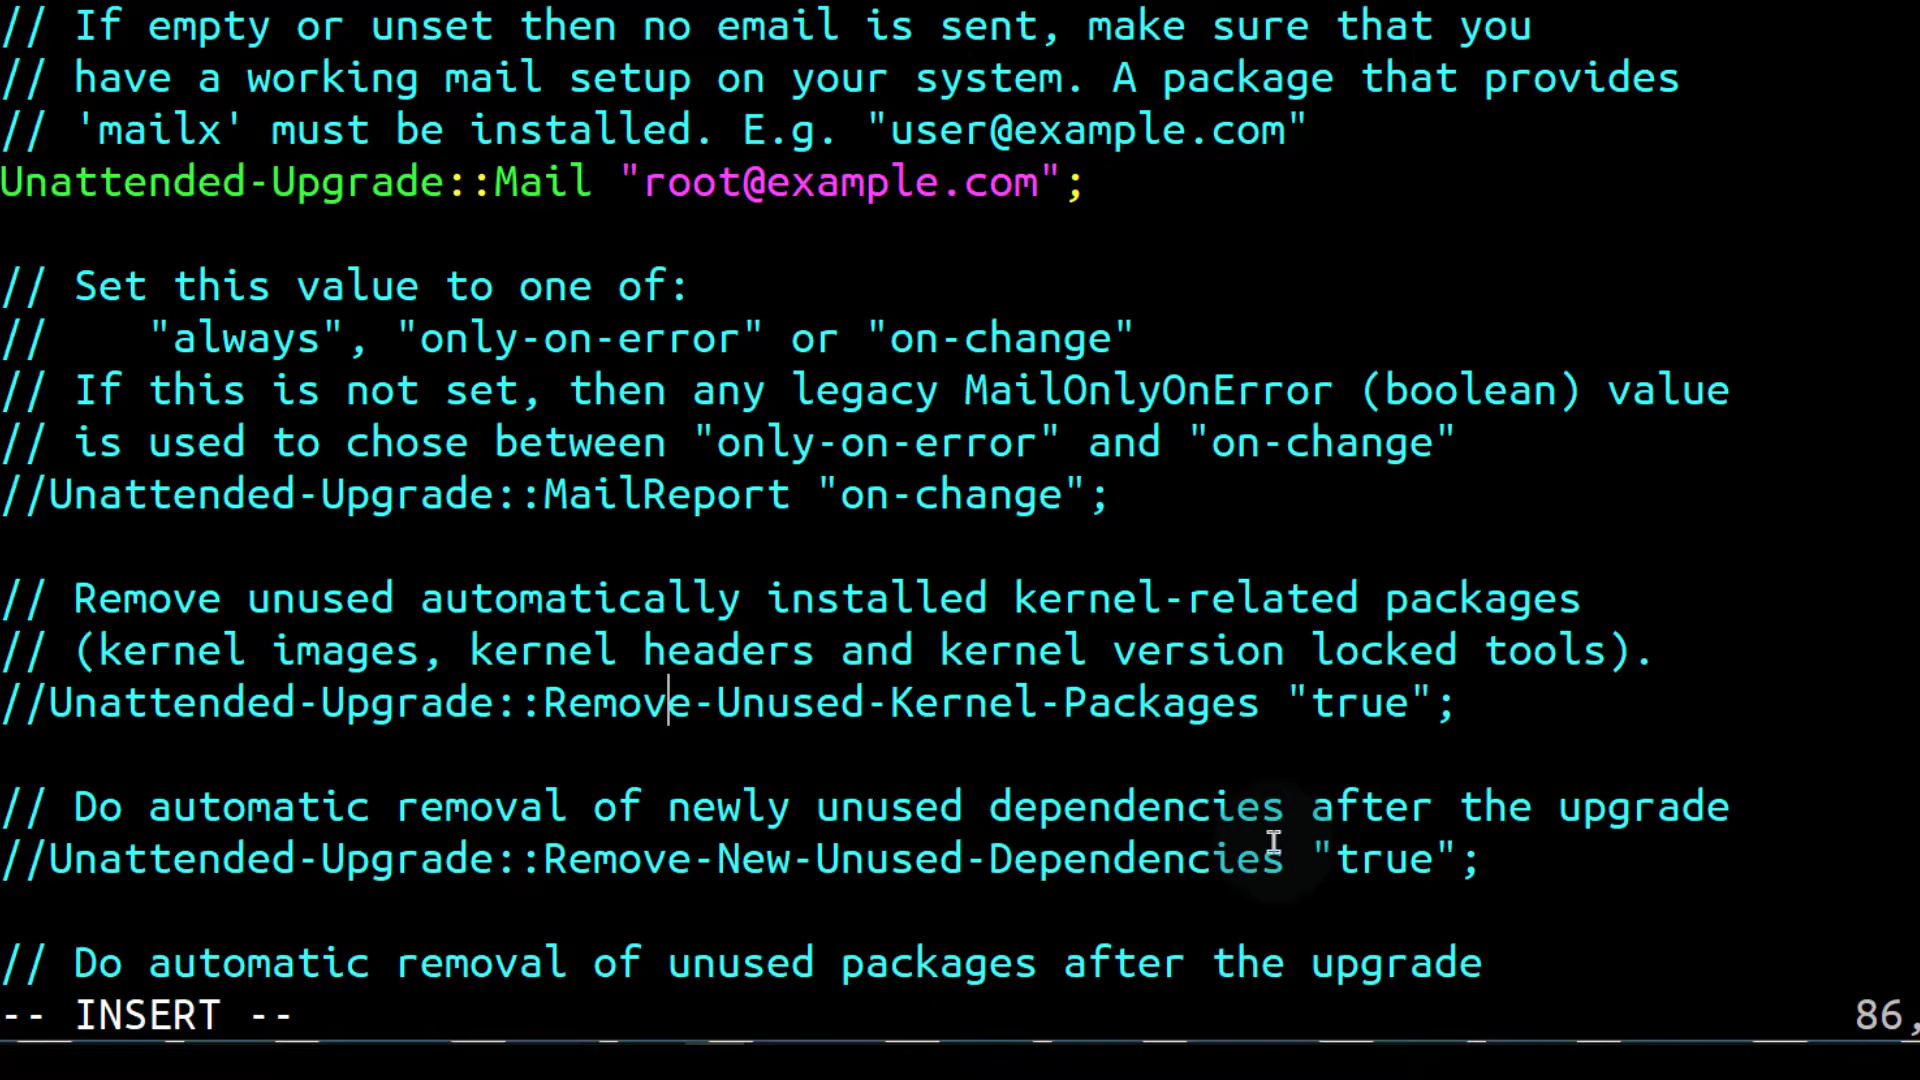 // If empty or unset then no email is sent, make sure that you
// have a working mail setup on your system. A package that provides
// 'mailx' must be installed. E.g. "user@example.com"
Unattended-Upgrade::Mail "root@example.com";
// Set this value to one of:
//    "always", "only-on-error" or "on-change"
// If this is not set, then any legacy MailOnlyOnError (boolean) value
// is used to chose between "only-on-error" and "on-change"
//Unattended-Upgrade::MailReport "on-change";
// Remove unused automatically installed kernel-related packages
// (kernel images, kernel headers and kernel version locked tools).
//Unattended-Upgrade::Remove-Unused-Kernel-Packages "true";
// Do automatic removal of newly unused dependencies after the upgrade
//Unattended-Upgrade::Remove-New-Unused-Dependencies "true";
// Do automatic removal of unused packages after the upgrade
-- INSERT -- 86,